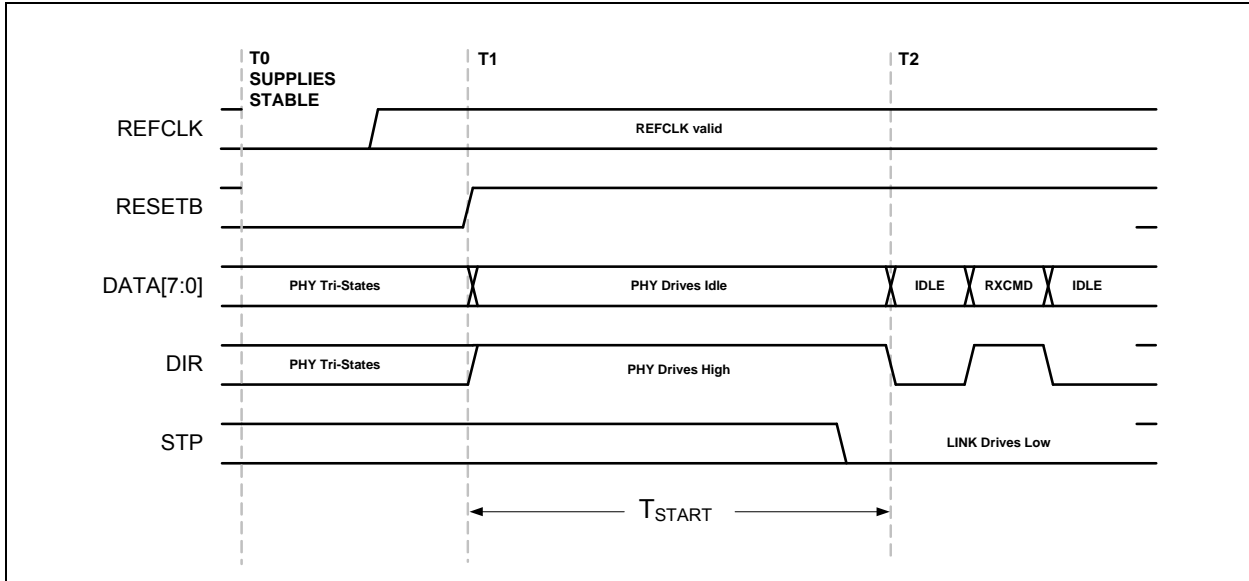 T0
SUPPLIES
STABLE
T1
T2
REFCLK
REFCLK valid
RESETB
DATA[7:0]
PHY Tri-States
PHY Drives Idle
IDLE
RXCMD
IDLE
DIR
PHY Tri-States
PHY Drives High
STP
LINK Drives Low
TSTART